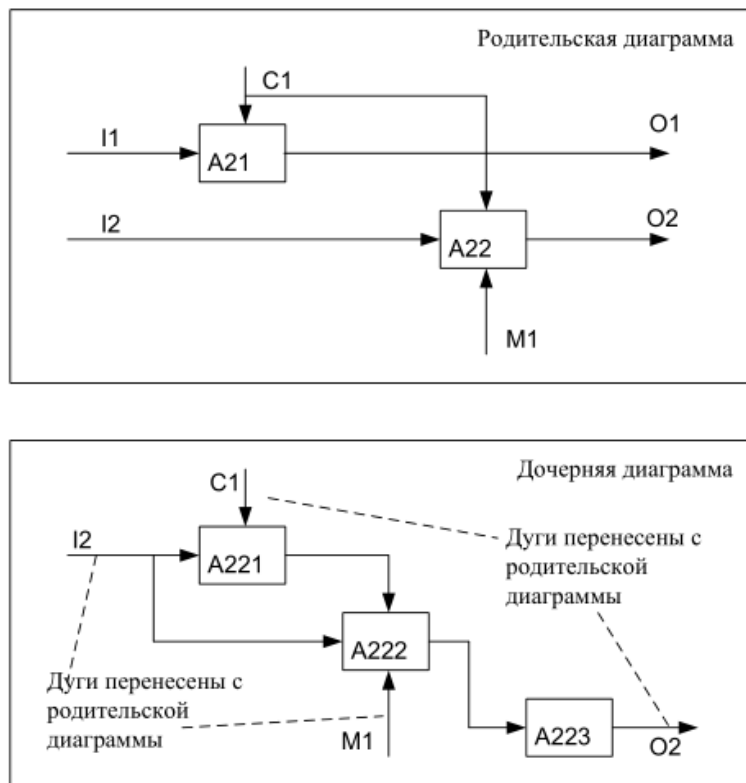 Родительская диаграмма
C1
I1
O1
A21
I2
O2
A22
M1
Дочерняя диаграмма
C1
I2
Дуги перенесены с
родительской
диаграммы
A221
A222
Дуги перенесены с
родительской
диаграммы
M1
A223
O2